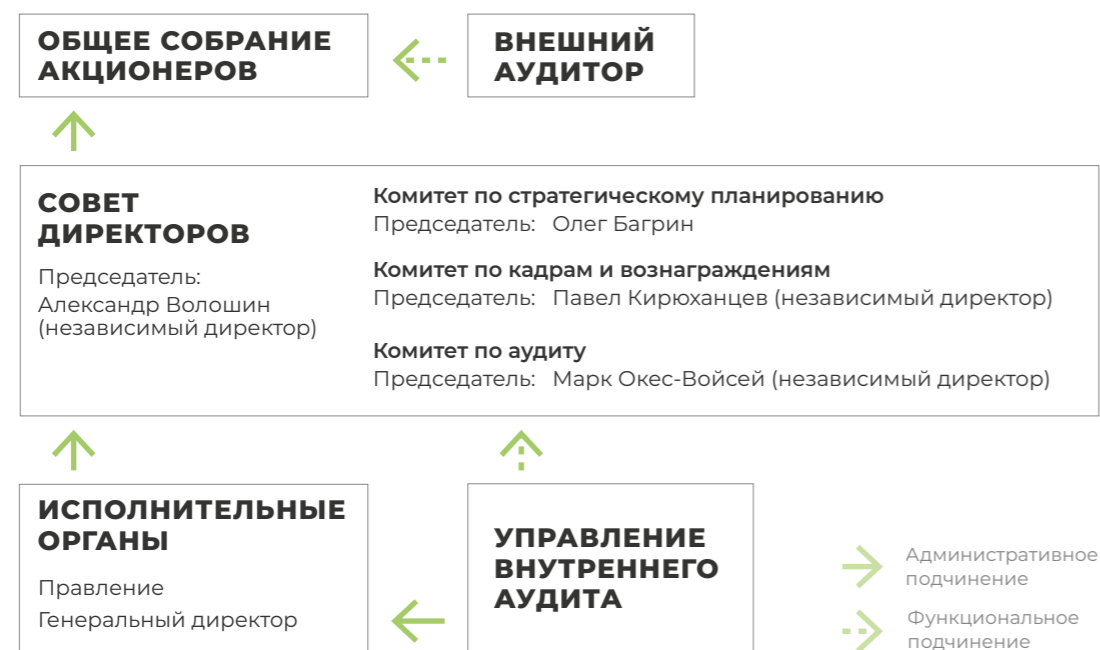 ОБЩЕЕ СОБРАНИЕ
АКЦИОНЕРОВ
ВНЕШНИЙ
АУДИТОР
СОВЕТ
ДИРЕКТОРОВ
Председатель:
Александр Волошин
(независимый директор)
Комитет по стратегическому планированию
Председатель: Олег Багрин
Комитет по кадрам и вознаграждениям
Председатель: Павел Кирюханцев (независимый директор)
Комитет по аудиту
Председатель: Марк Окес-Войсей (независимый директор)
ИСПОЛНИТЕЛЬНЫЕ
ОРГАНЫ
Правление
Генеральный директор
УПРАВЛЕНИЕ
ВНУТРЕННЕГО
АУДИТА
Административное
подчинение
Функциональное
подчинение